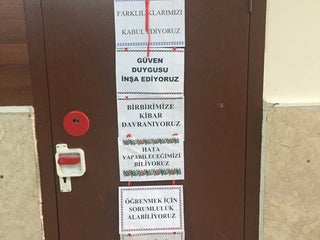 FARKLILIKLARIMIZI
KABUL EDİYORUZ
GÜVEN
DUYGUSU
İNŞA EDİYORUZ
BİRBİRİMİZE
KİBAR
DAVRANIYORUZ
HATA
YAPABİLECEĞİMİZİ
BİLİYORUZ
ÖĞRENMEK İÇİN
SORUMLULUK
ALABİLİYORUZ